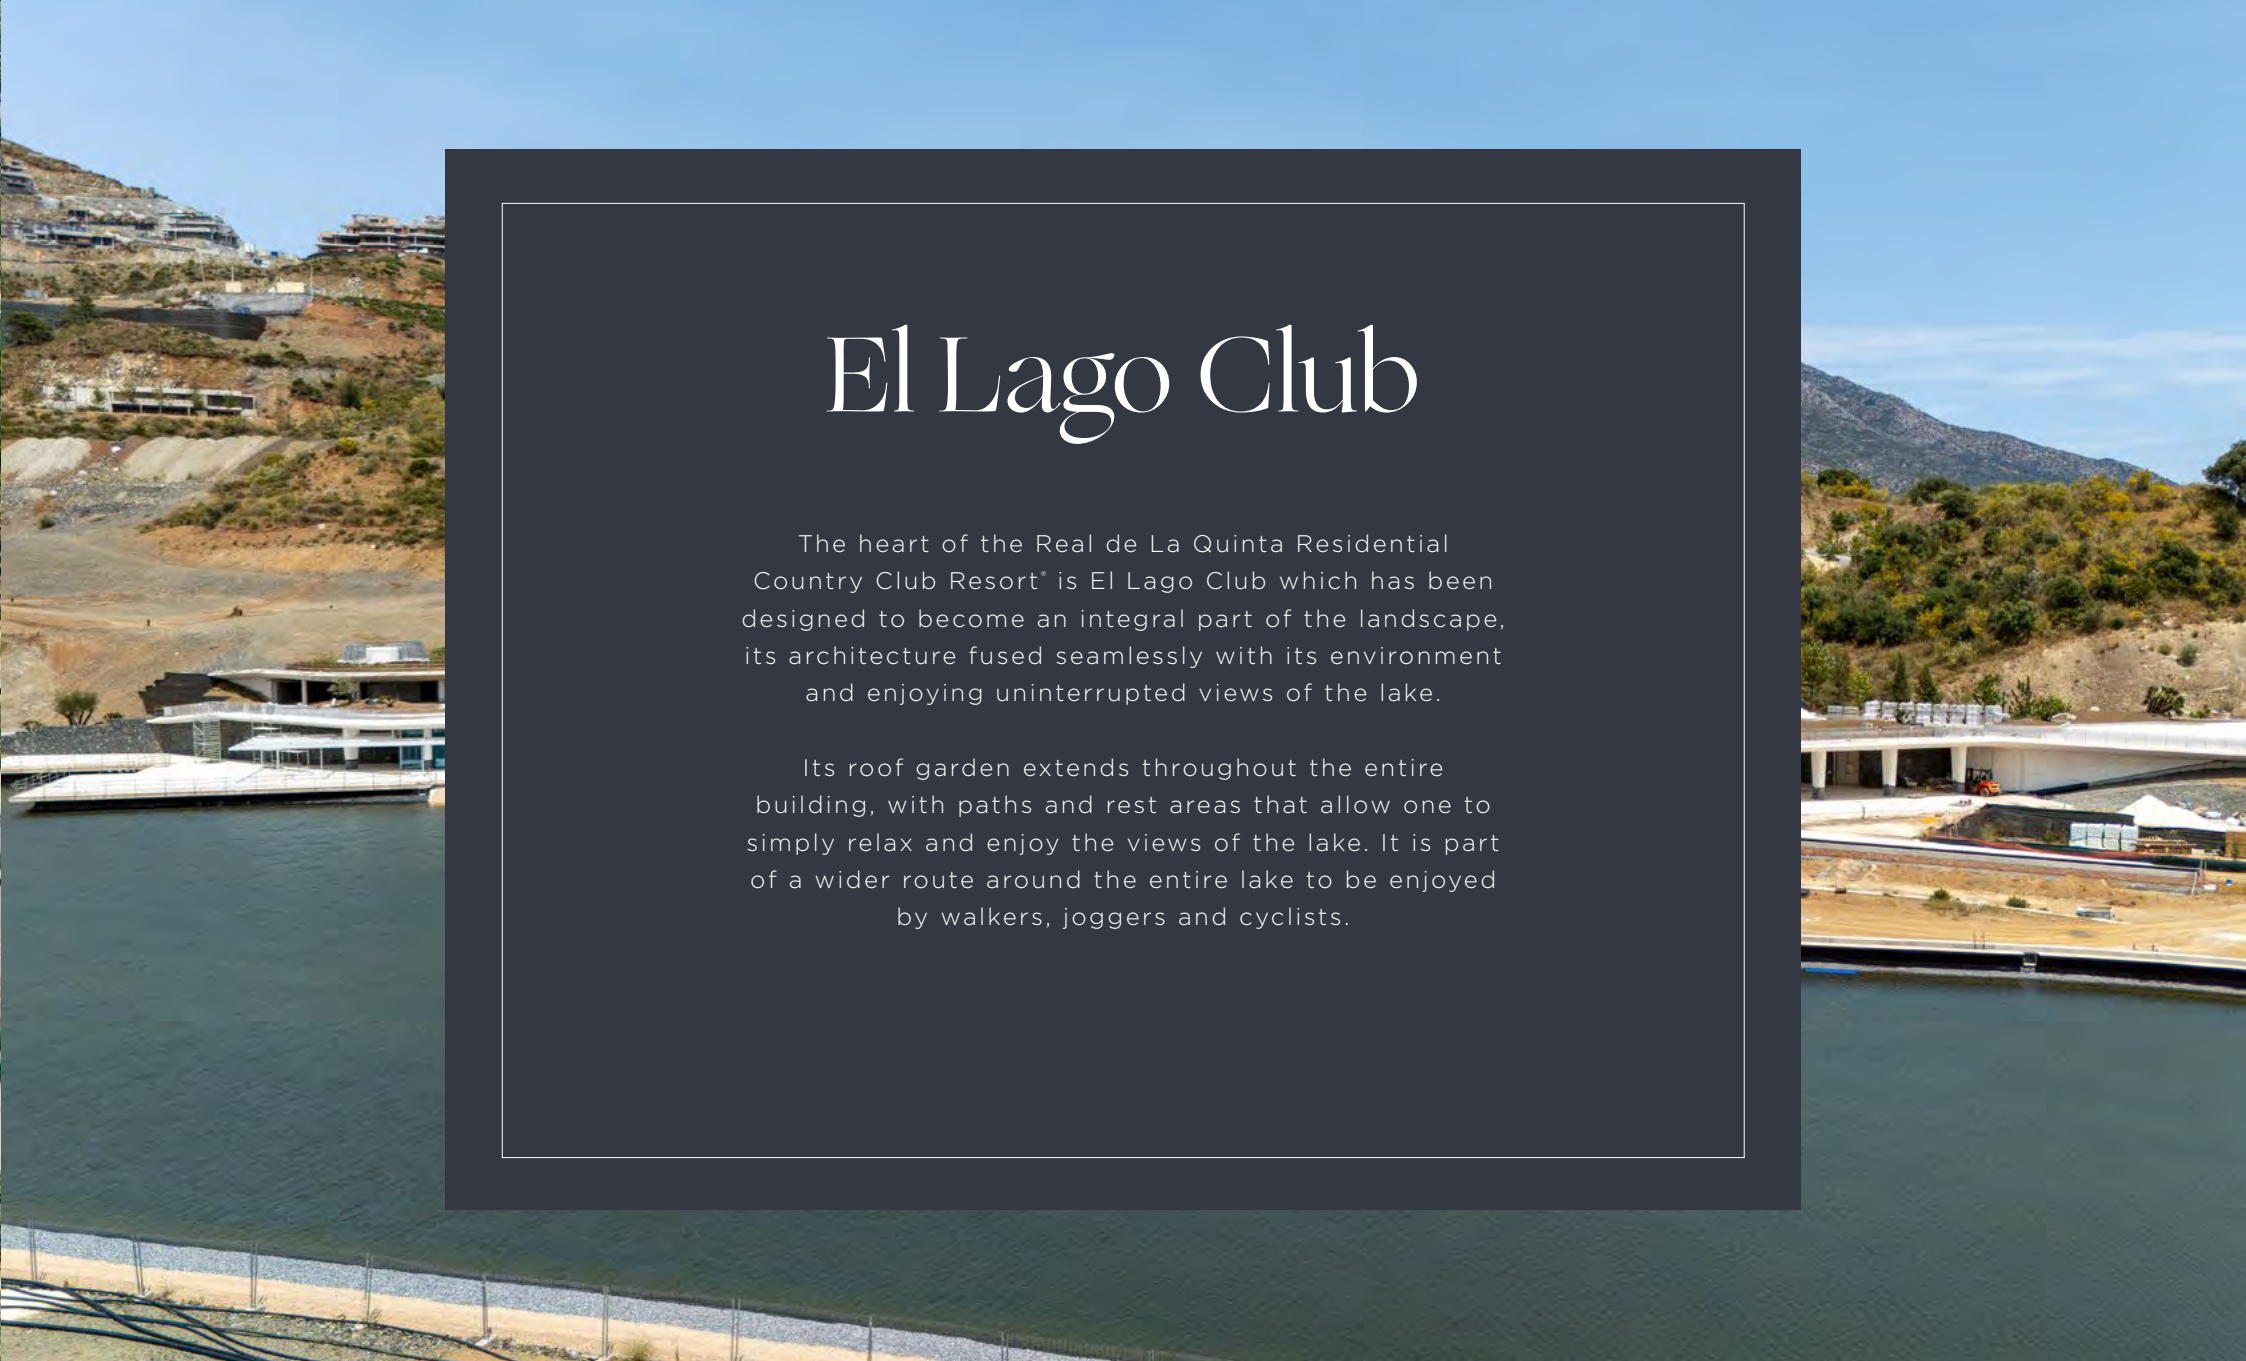 El Lago Club
The heart of the Real de La Quinta Residential
Country Club Resort® is El Lago Club which has been
designed to become an integral part of the landscape,
its architecture fused seamlessly with its environment
and enjoying uninterrupted views of the lake.
Its roof garden extends throughout the entire
building, with paths and rest areas that allow one to
simply relax and enjoy the views of the lake. It is part
of a wider route around the entire lake to be enjoyed
by walkers, joggers and cyclists.